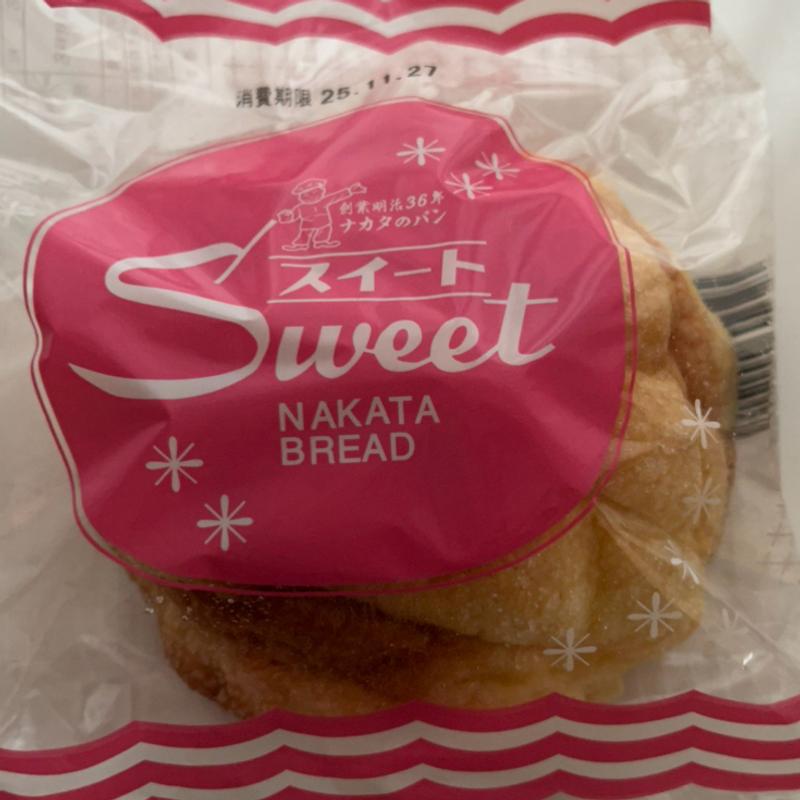 消費期限 25.11.27
創業明治36年
ナカタのパン
スイート
Sweet
NAKATA
BREAD